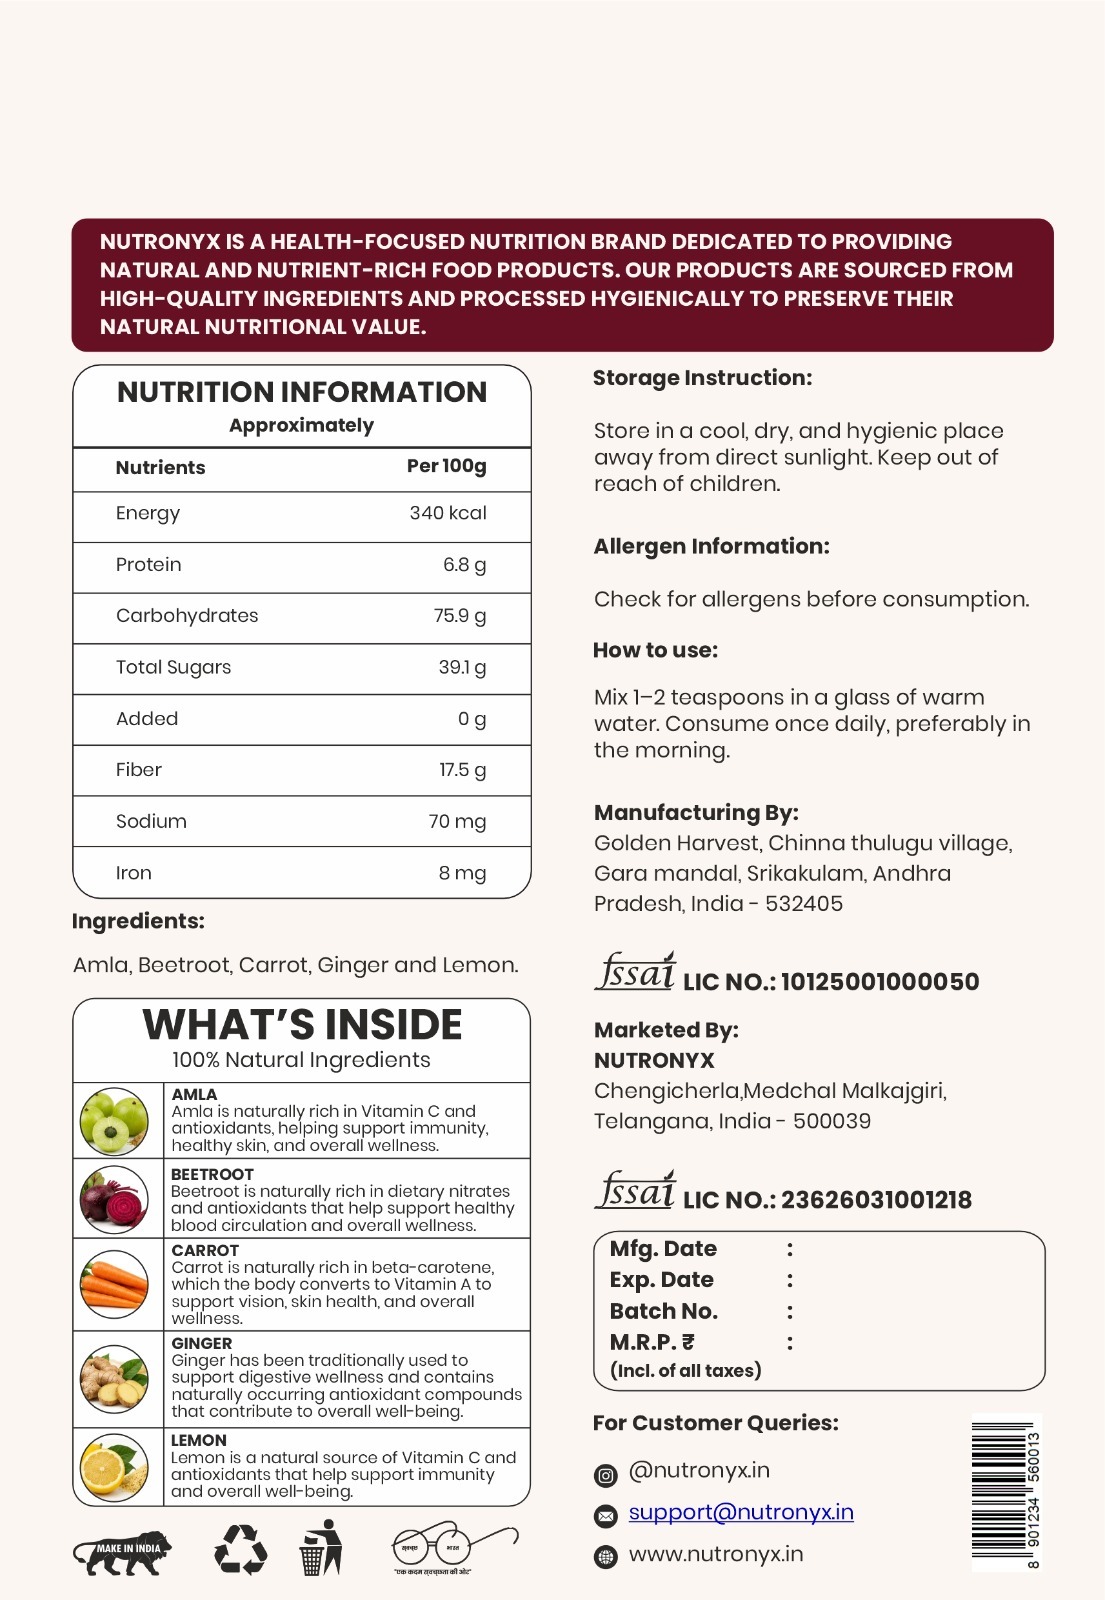 NUTRONYX IS A HEALTH-FOCUSED NUTRITION BRAND DEDICATED TO PROVIDING
NATURAL AND NUTRIENT-RICH FOOD PRODUCTS. OUR PRODUCTS ARE SOURCED FROM
HIGH-QUALITY INGREDIENTS AND PROCESSED HYGIENICALLY TO PRESERVE THEIR
NATURAL NUTRITIONAL VALUE.
NUTRITION INFORMATION
Approximately
Nutrients Per 100g
Energy 340 kcal
Protein 6.8 g
Carbohydrates 75.9 g
Total Sugars 39.1 g
Added 0 g
Fiber 17.5 g
Sodium 70 mg
Iron 8 mg
Ingredients:
Amla, Beetroot, Carrot, Ginger and Lemon.
WHAT'S INSIDE
100% Natural Ingredients
AMLA
Amla is naturally rich in Vitamin C and
antioxidants, helping support immunity,
healthy skin, and overall wellness.
BEETROOT
Beetroot is naturally rich in dietary nitrates
and antioxidants that help support healthy
blood circulation and overall wellness.
CARROT
Carrot is naturally rich in beta-carotene,
which the body converts to Vitamin A to
support vision, skin health, and overall
wellness.
GINGER
Ginger has been traditionally used to
support digestive wellness and contains
naturally occurring antioxidant compounds
that contribute to overall well-being.
LEMON
Lemon is a natural source of Vitamin C and
antioxidants that help support immunity
and overall well-being.
MAKE IN INDIA
स्वच्छ भारत
"एक कदम स्वच्छता की ओर"
Storage Instruction:
Store in a cool, dry, and hygienic place
away from direct sunlight. Keep out of
reach of children.
Allergen Information:
Check for allergens before consumption.
How to use:
Mix 1–2 teaspoons in a glass of warm
water. Consume once daily, preferably in
the morning.
Manufacturing By:
Golden Harvest, Chinna thulugu village,
Gara mandal, Srikakulam, Andhra
Pradesh, India - 532405
fssai LIC NO.: 10125001000050
Marketed By:
NUTRONYX
Chengicherla,Medchal Malkajgiri,
Telangana, India - 500039
fssai LIC NO.: 23626031001218
Mfg. Date :
Exp. Date :
Batch No. :
M.R.P. ₹ :
(Incl. of all taxes)
For Customer Queries:
@nutronyx.in
support@nutronyx.in
www.nutronyx.in
8 901234 560013